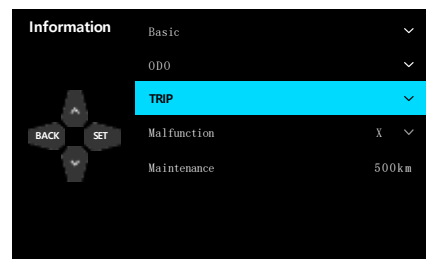 Information
Basic
ODO
TRIP
BACK SET
Malfunction X
Maintenance 500km